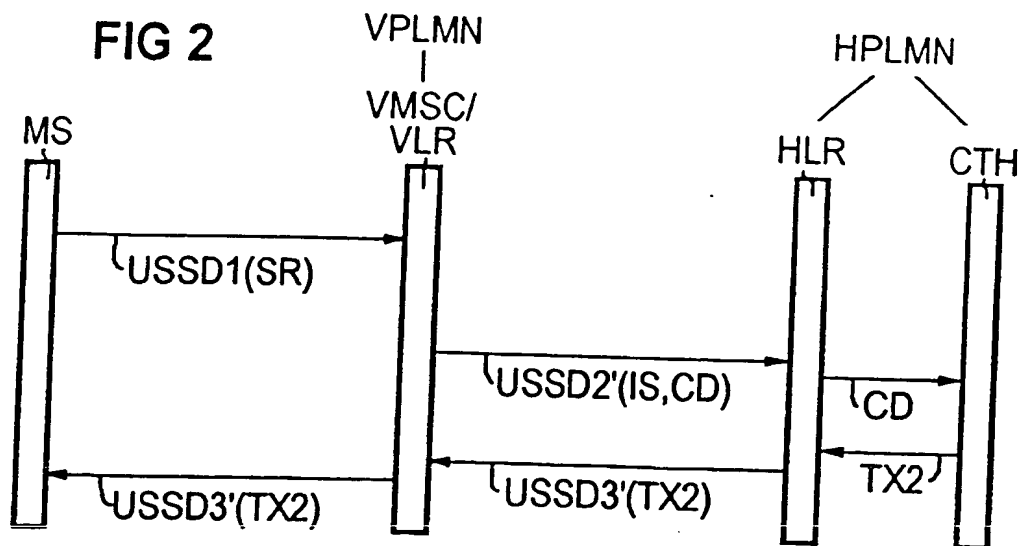 FIG 2
VPLMN
HPLMN
VMSC/
VLR
MS
HLR
CTH
USSD1(SR)
USSD2'(IS,CD)
CD
USSD3'(TX2)
USSD3'(TX2)
TX2